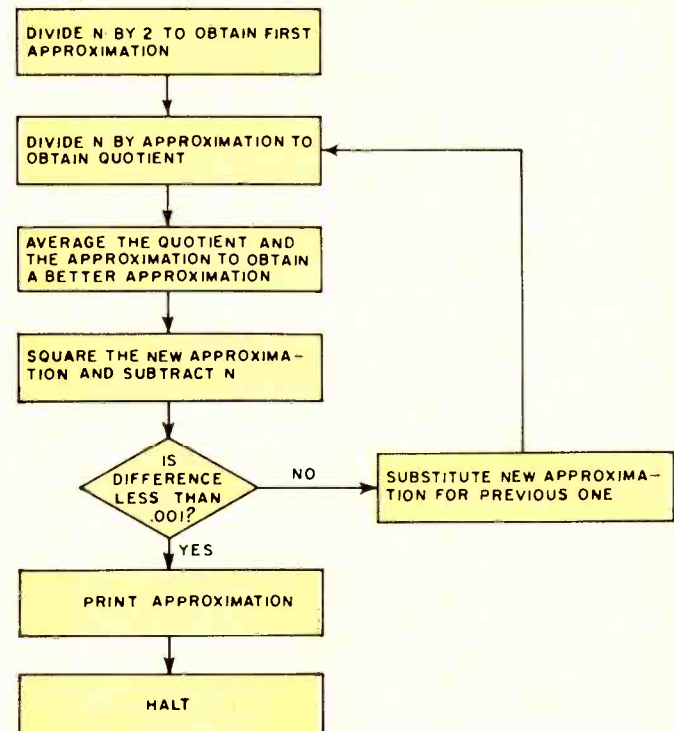 DIVIDE N BY 2 TO OBTAIN FIRST
APPROXIMATION
DIVIDE N BY APPROXIMATION TO
OBTAIN QUOTIENT
AVERAGE THE QUOTIENT AND
THE APPROXIMATION TO OBTAIN
A BETTER APPROXIMATION
SQUARE THE NEW APPROXIMA-
TION AND SUBTRACT N
IS
DIFFERENCE
LESS THAN
.001?
NO
SUBSTITUTE NEW APPROXIMA-
TION FOR PREVIOUS ONE
YES
PRINT APPROXIMATION
HALT